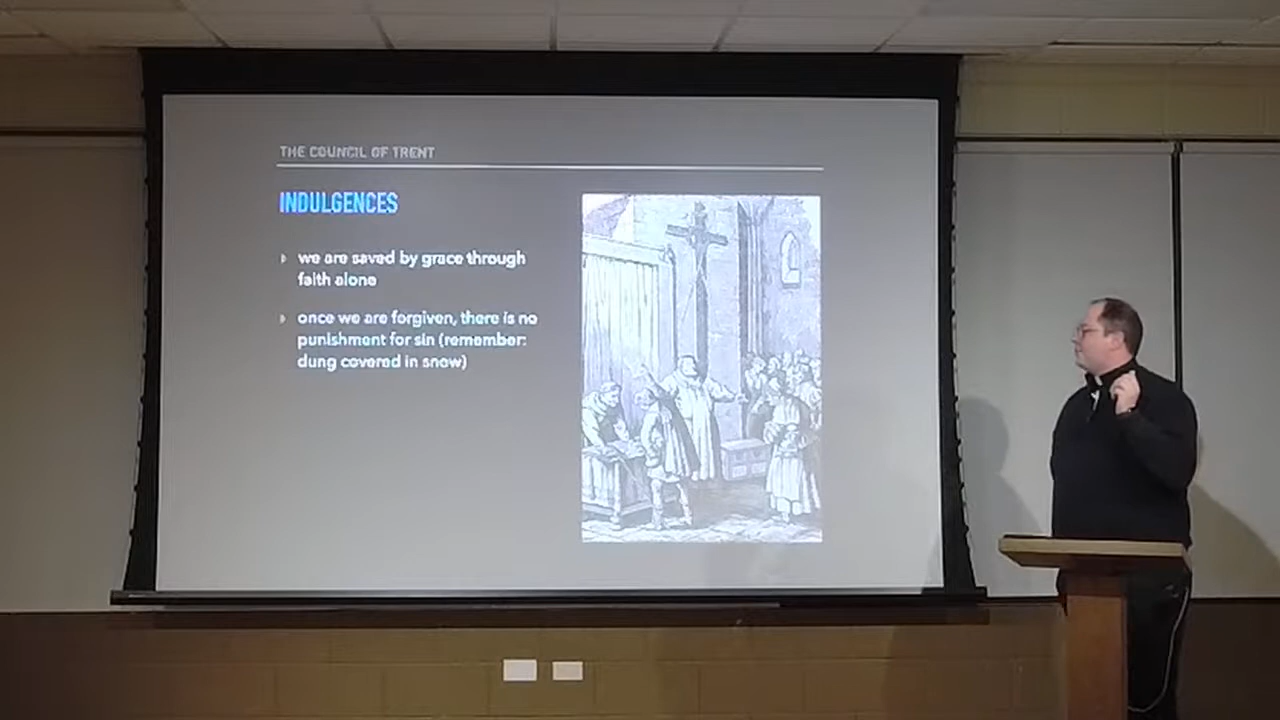 THE COUNCIL OF TRENT
INDULGENCES
we are saved by grace through
faith alone
once we are forgiven, there is no
punishment for sin (remember:
dung covered in snow)